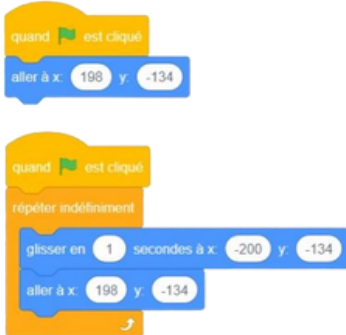 quand est cliqué
aller à x: 198 y: -134
quand est cliqué
répéter indéfiniment
glisser en 1 secondes à x: -200 y: -134
aller à x: 198 y: -134